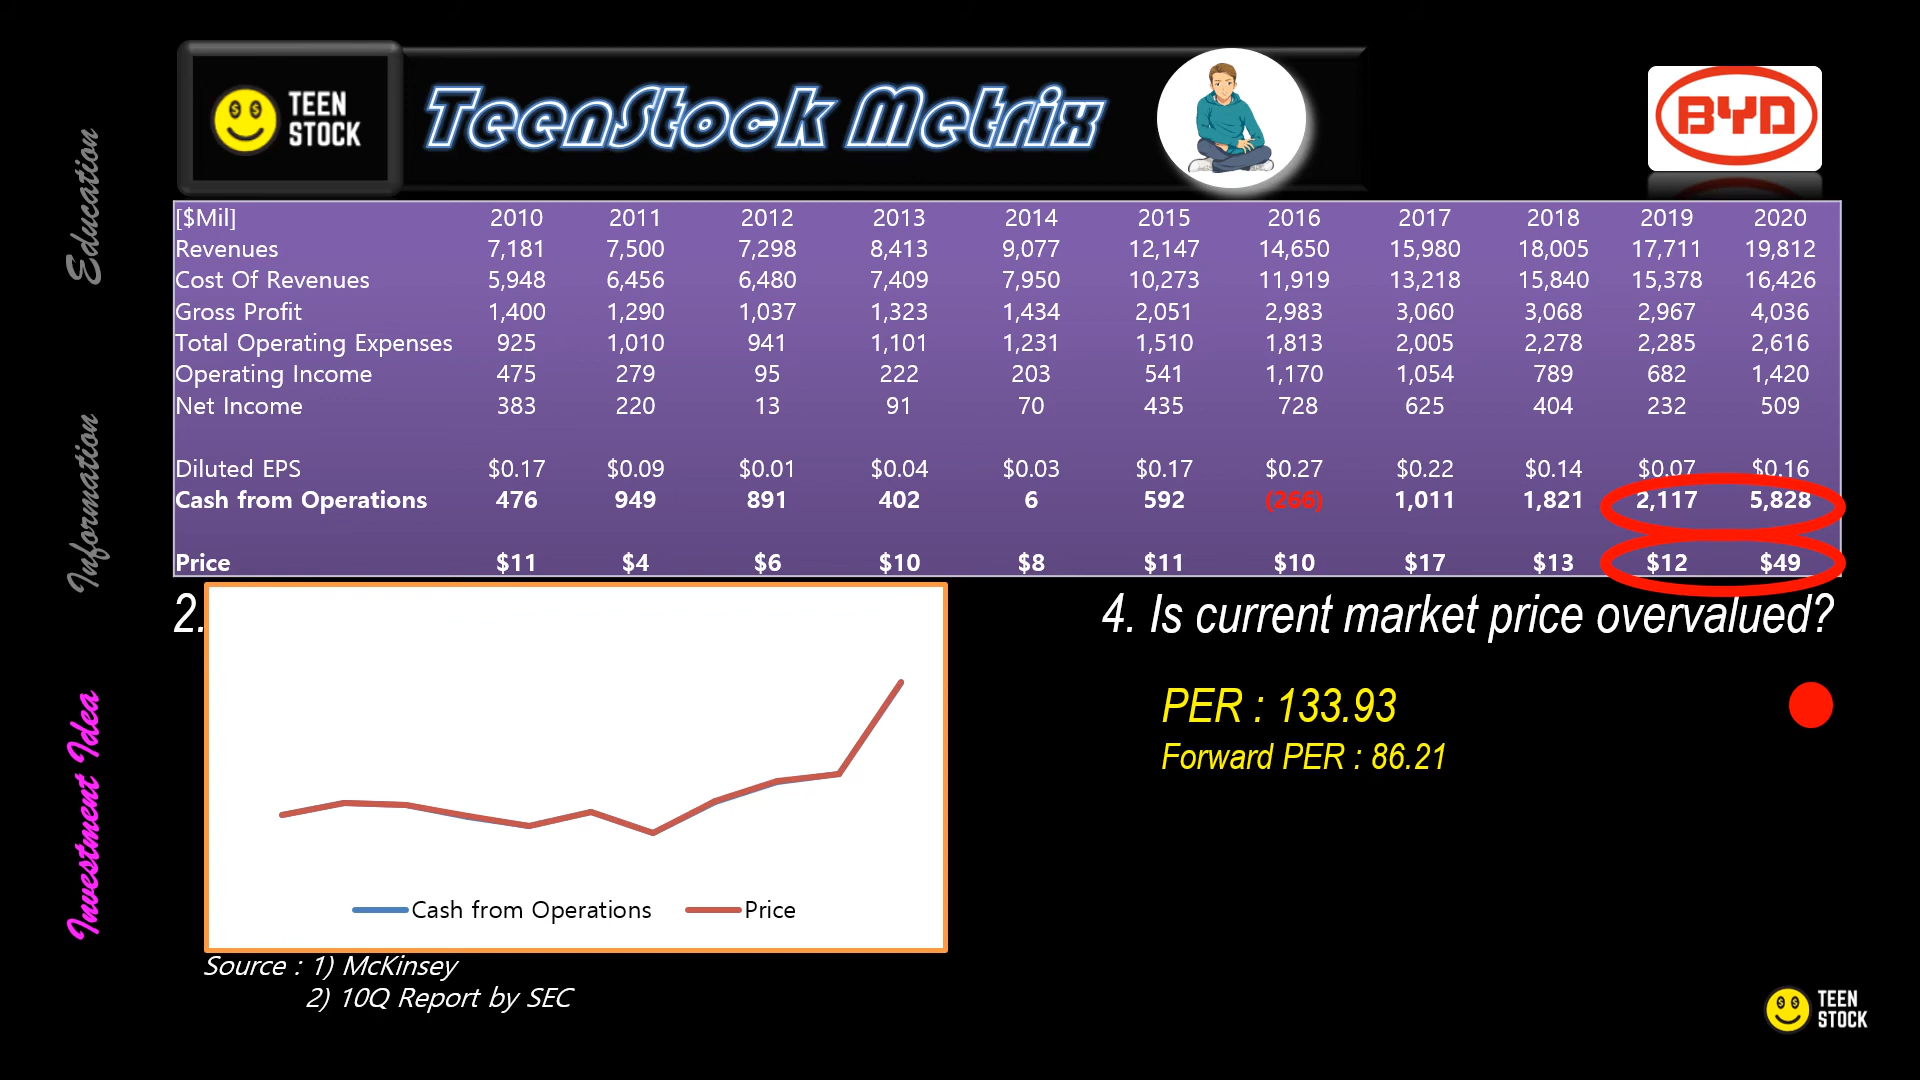 TEEN
STOCK
TeenStock Metrix
BYD
Education
Information
Investment Idea
[$Mil] 2010 2011 2012 2013 2014 2015 2016 2017 2018 2019 2020
Revenues 7,181 7,500 7,298 8,413 9,077 12,147 14,650 15,980 18,005 17,711 19,812
Cost Of Revenues 5,948 6,456 6,480 7,409 7,950 10,273 11,919 13,218 15,840 15,378 16,426
Gross Profit 1,400 1,290 1,037 1,323 1,434 2,051 2,983 3,060 3,068 2,967 4,036
Total Operating Expenses 925 1,010 941 1,101 1,231 1,510 1,813 2,005 2,278 2,285 2,616
Operating Income 475 279 95 222 203 541 1,170 1,054 789 682 1,420
Net Income 383 220 13 91 70 435 728 625 404 232 509
Diluted EPS $0.17 $0.09 $0.01 $0.04 $0.03 $0.17 $0.27 $0.22 $0.14 $0.07 $0.16
Cash from Operations 476 949 891 402 6 592 (266) 1,011 1,821 2,117 5,828
Price $11 $4 $6 $10 $8 $11 $10 $17 $13 $12 $49
2.
4. Is current market price overvalued?
PER : 133.93
Forward PER : 86.21
Cash from Operations Price
Source : 1) McKinsey
2) 10Q Report by SEC
TEEN
STOCK